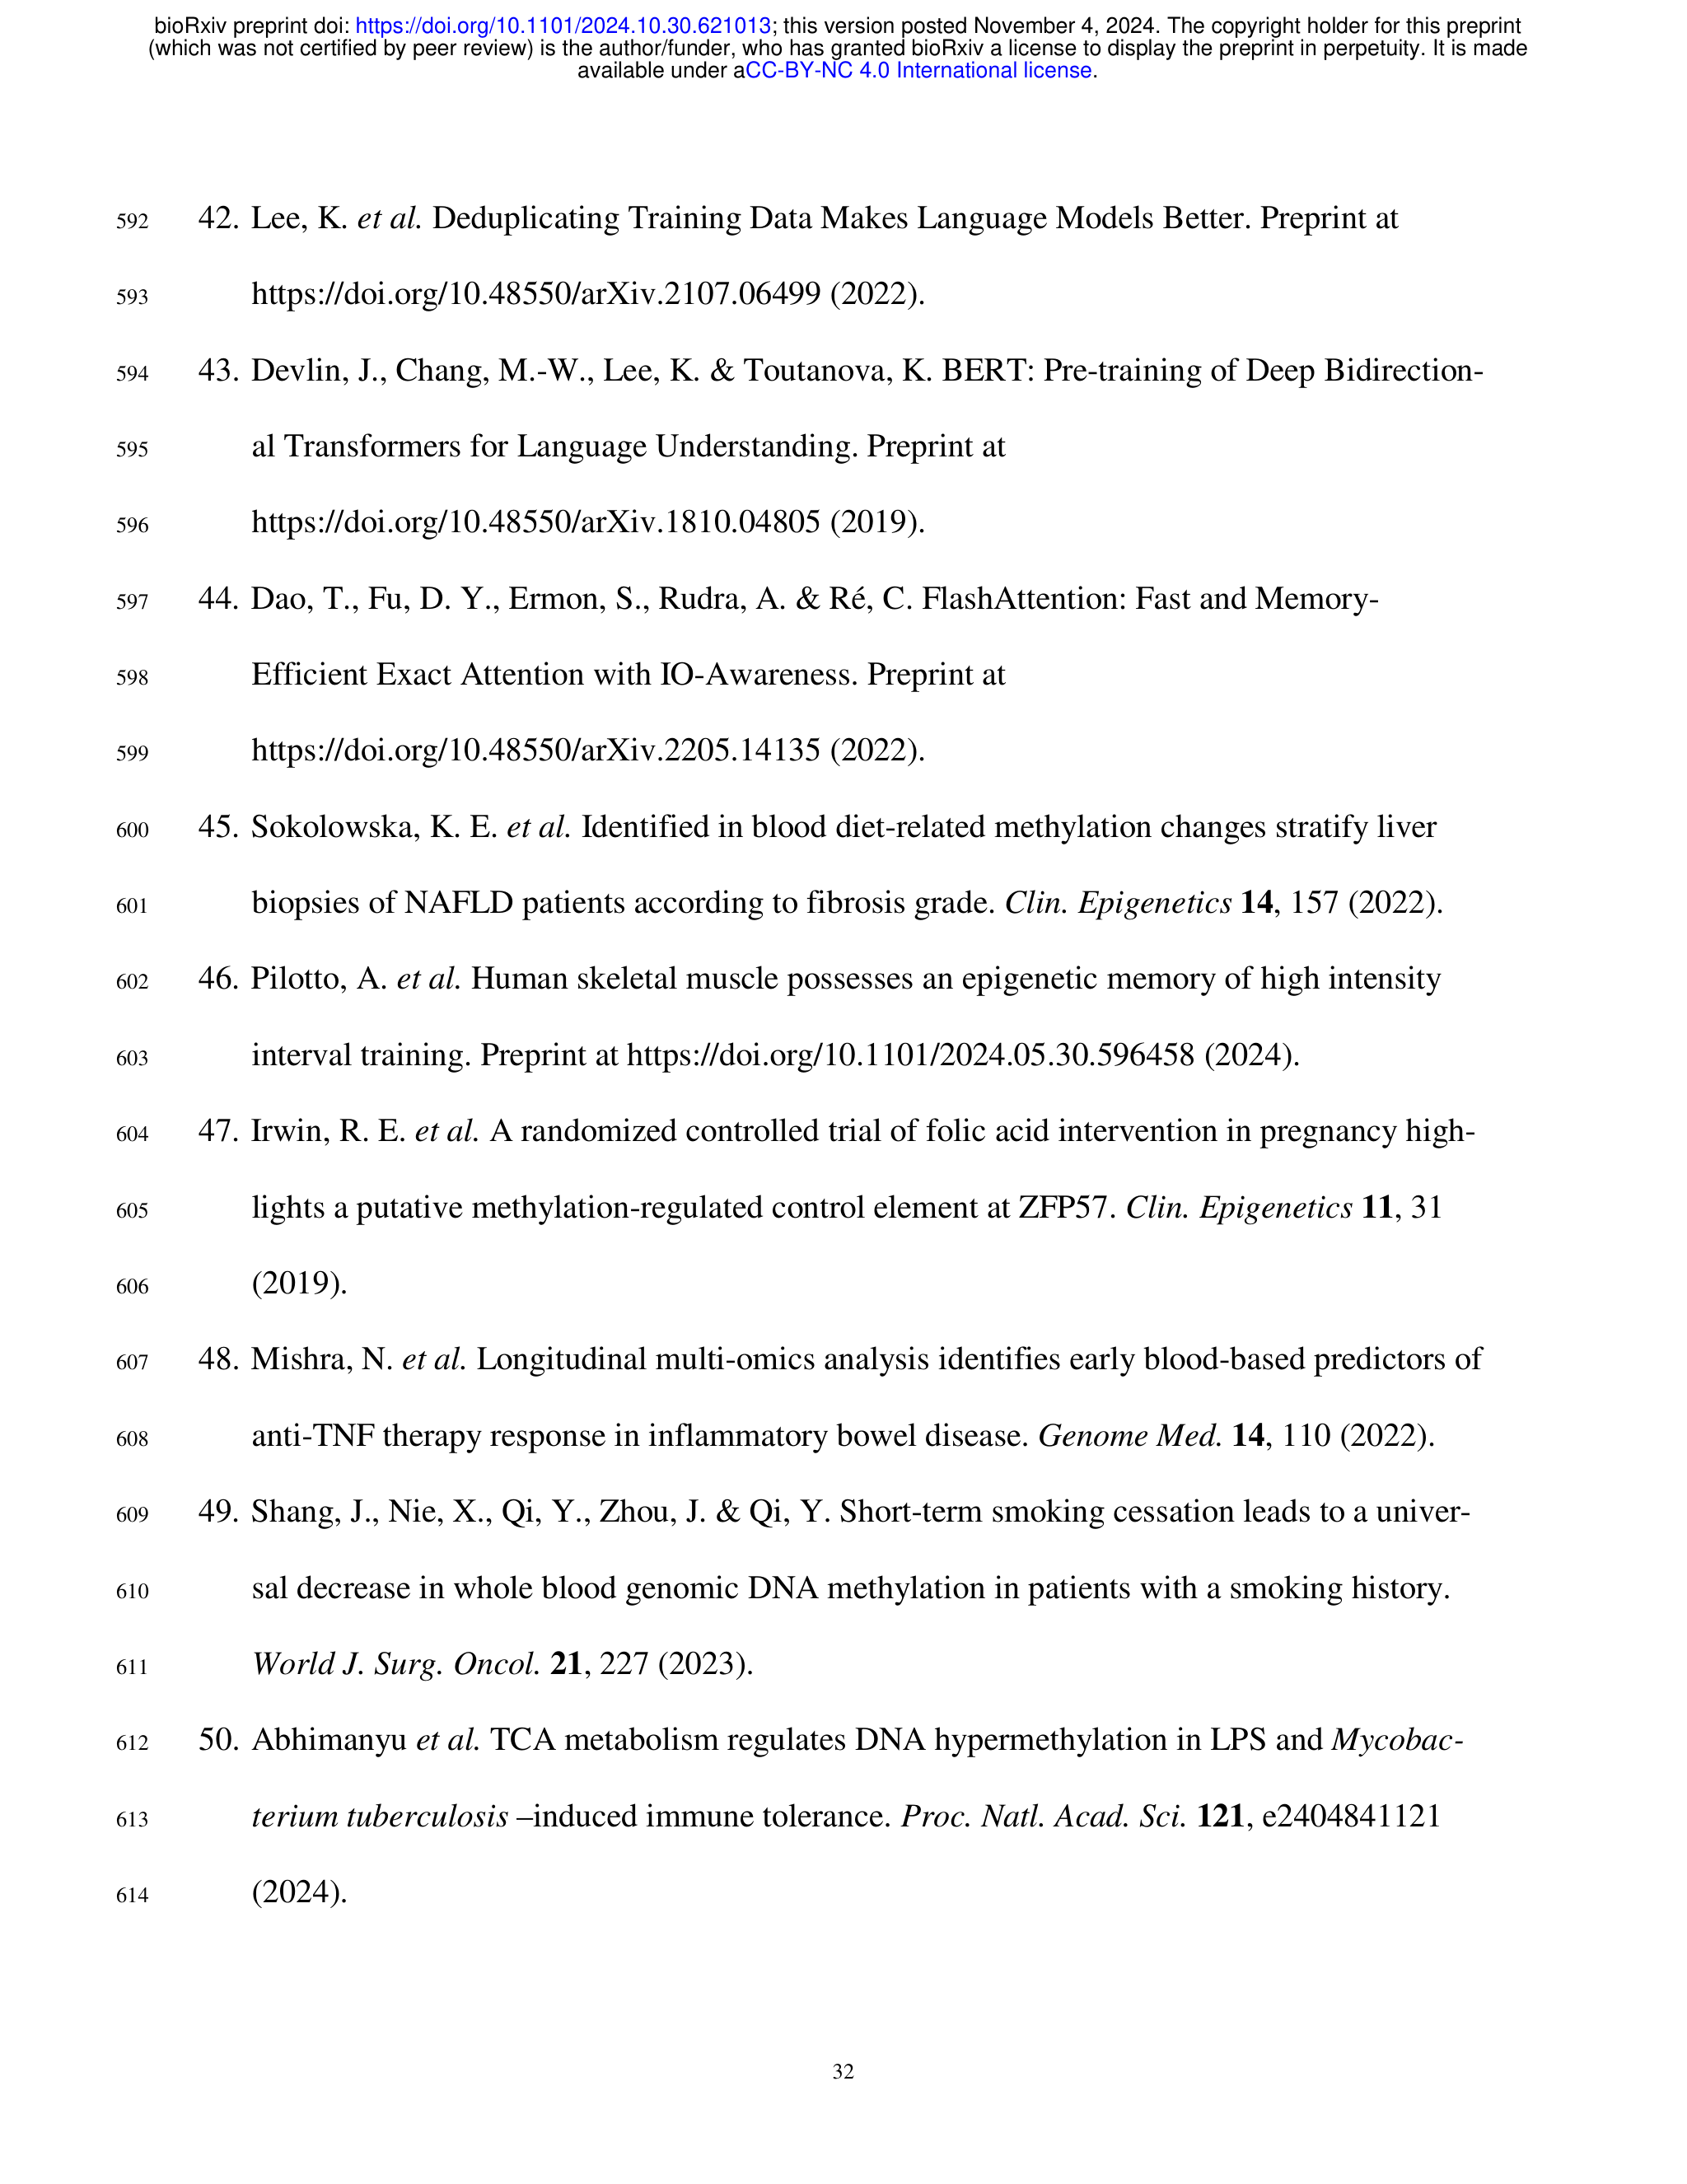 bioRxiv preprint doi: https://doi.org/10.1101/2024.10.30.621013; this version posted November 4, 2024. The copyright holder for this preprint
(which was not certified by peer review) is the author/funder, who has granted bioRxiv a license to display the preprint in perpetuity. It is made
available under aCC-BY-NC 4.0 International license.
592 42. Lee, K. et al. Deduplicating Training Data Makes Language Models Better. Preprint at
593 https://doi.org/10.48550/arXiv.2107.06499 (2022).
594 43. Devlin, J., Chang, M.-W., Lee, K. & Toutanova, K. BERT: Pre-training of Deep Bidirection-
595 al Transformers for Language Understanding. Preprint at
596 https://doi.org/10.48550/arXiv.1810.04805 (2019).
597 44. Dao, T., Fu, D. Y., Ermon, S., Rudra, A. & Ré, C. FlashAttention: Fast and Memory-
598 Efficient Exact Attention with IO-Awareness. Preprint at
599 https://doi.org/10.48550/arXiv.2205.14135 (2022).
600 45. Sokolowska, K. E. et al. Identified in blood diet-related methylation changes stratify liver
601 biopsies of NAFLD patients according to fibrosis grade. Clin. Epigenetics 14, 157 (2022).
602 46. Pilotto, A. et al. Human skeletal muscle possesses an epigenetic memory of high intensity
603 interval training. Preprint at https://doi.org/10.1101/2024.05.30.596458 (2024).
604 47. Irwin, R. E. et al. A randomized controlled trial of folic acid intervention in pregnancy high-
605 lights a putative methylation-regulated control element at ZFP57. Clin. Epigenetics 11, 31
606 (2019).
607 48. Mishra, N. et al. Longitudinal multi-omics analysis identifies early blood-based predictors of
608 anti-TNF therapy response in inflammatory bowel disease. Genome Med. 14, 110 (2022).
609 49. Shang, J., Nie, X., Qi, Y., Zhou, J. & Qi, Y. Short-term smoking cessation leads to a univer-
610 sal decrease in whole blood genomic DNA methylation in patients with a smoking history.
611 World J. Surg. Oncol. 21, 227 (2023).
612 50. Abhimanyu et al. TCA metabolism regulates DNA hypermethylation in LPS and Mycobac-
613 terium tuberculosis –induced immune tolerance. Proc. Natl. Acad. Sci. 121, e2404841121
614 (2024).
32